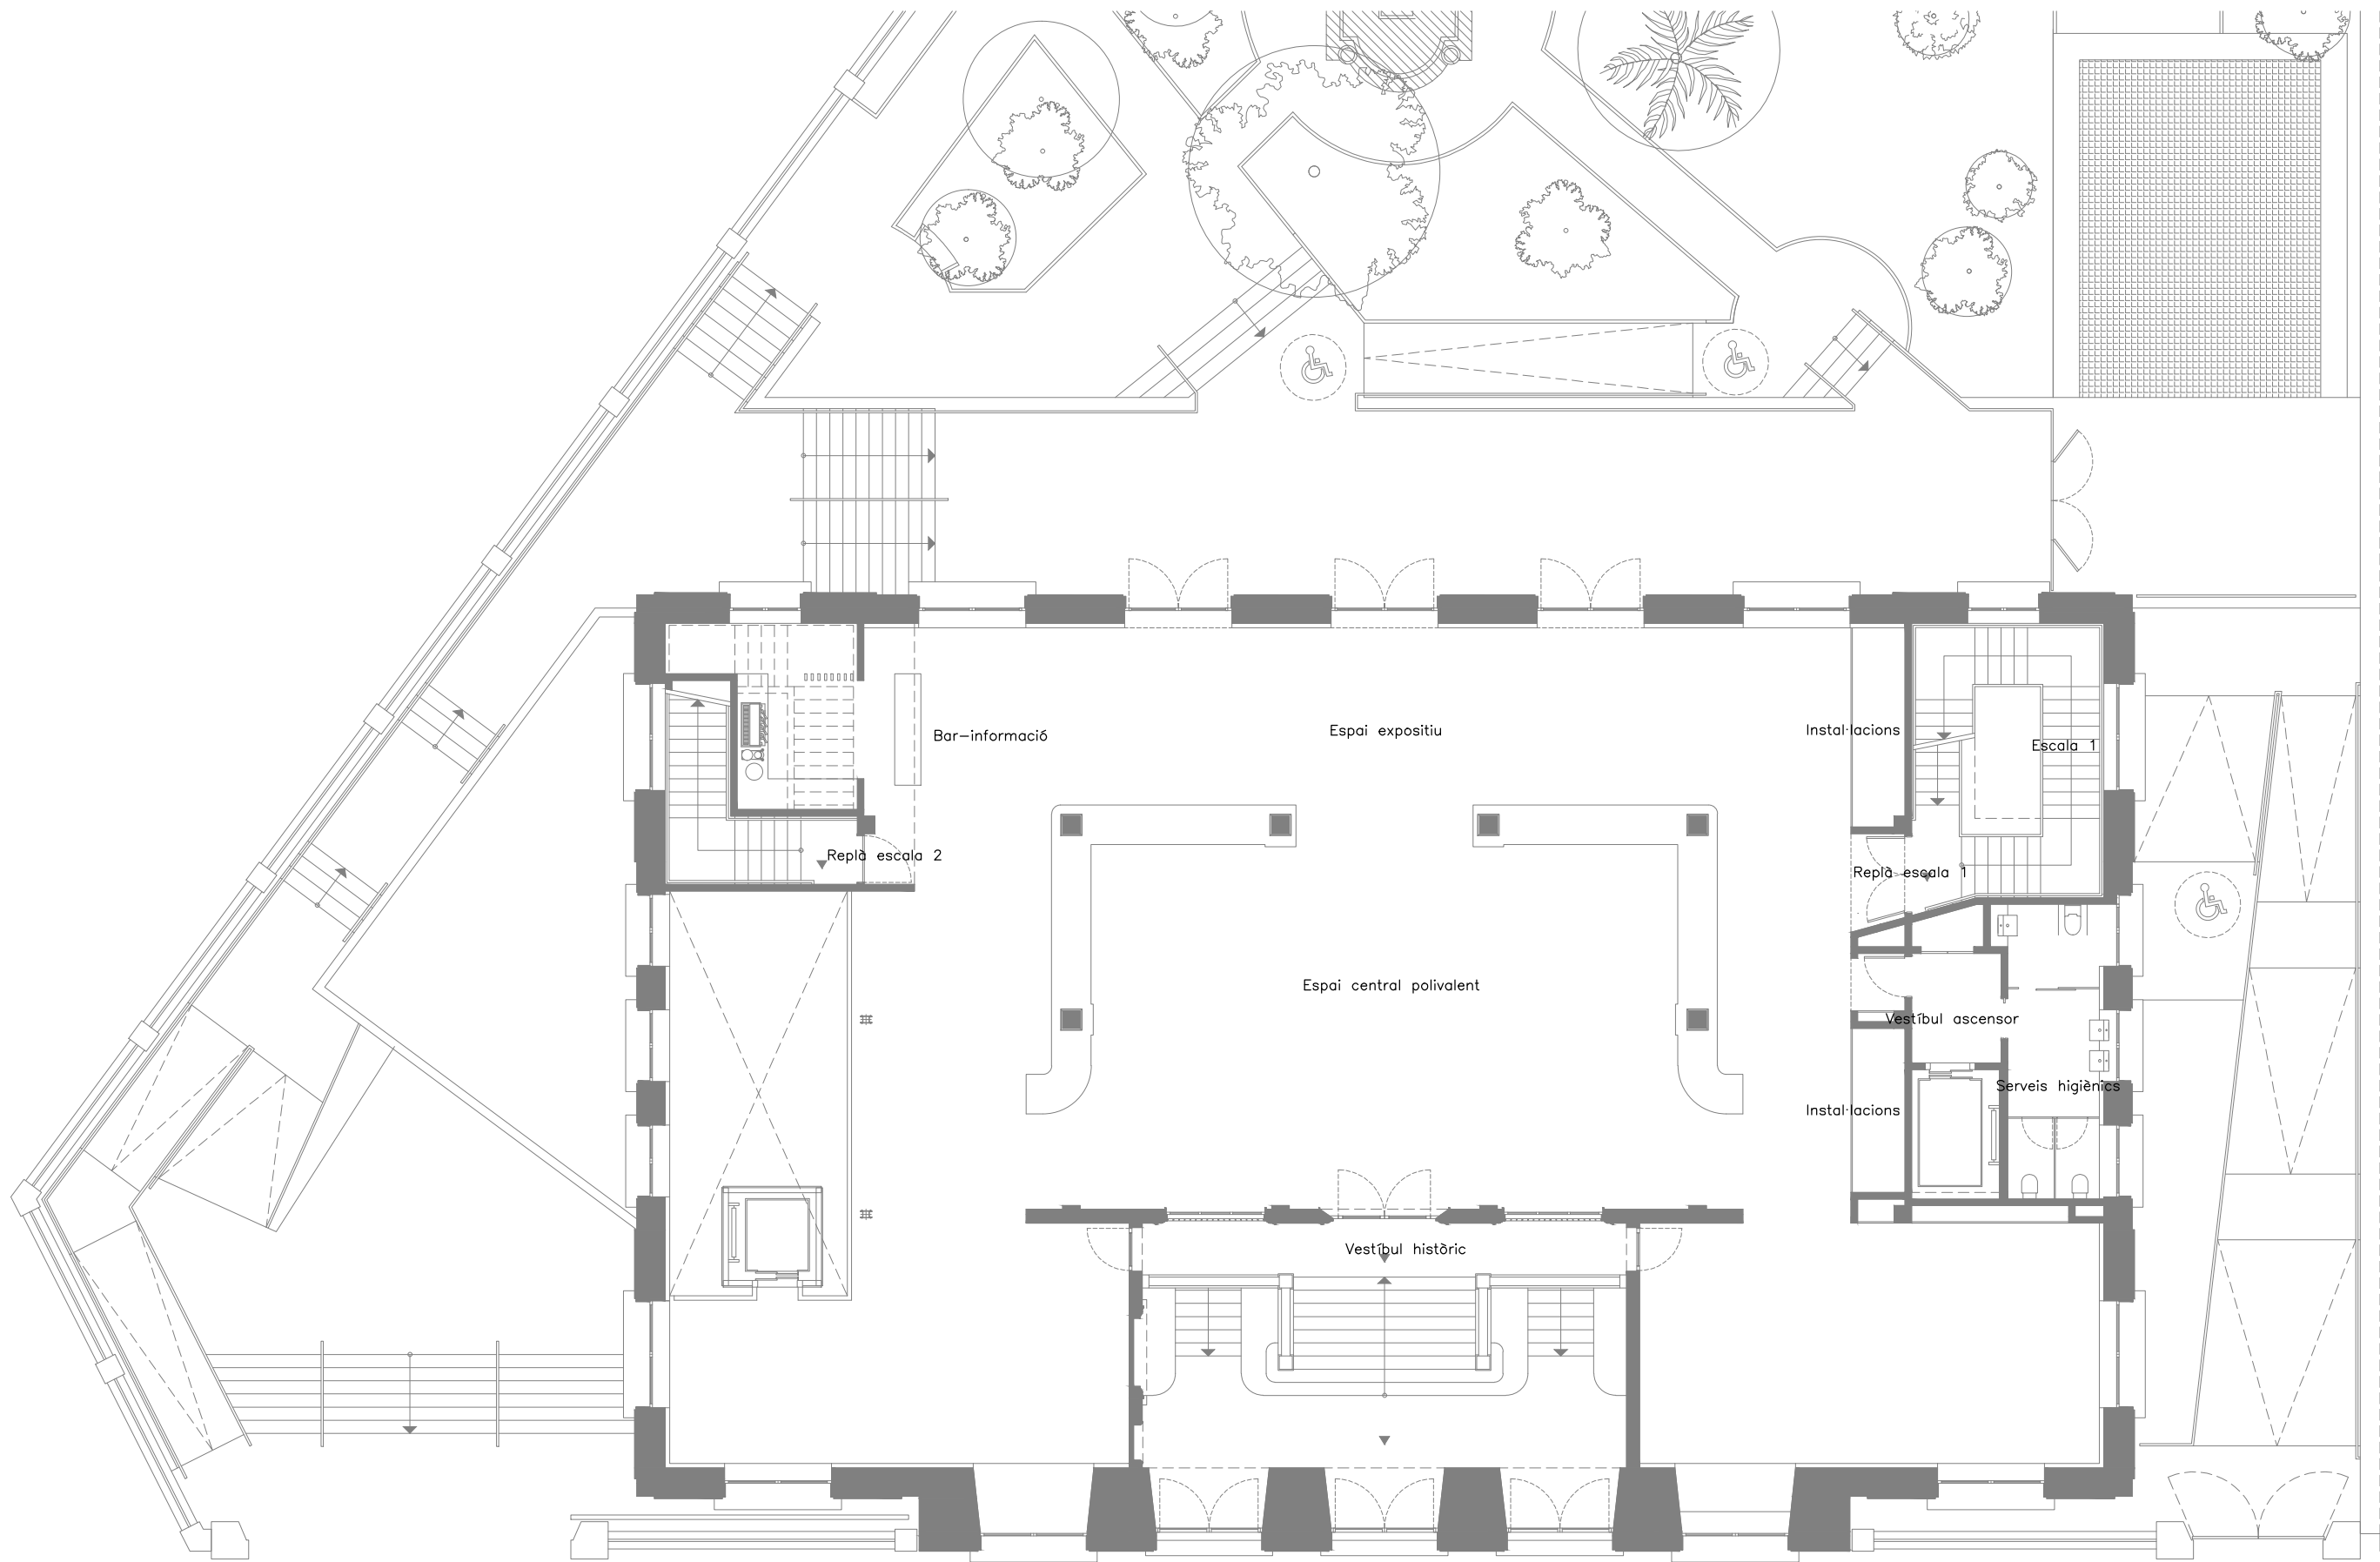 Espai expositiu
Instal·lacions
Bar-informació
Escala 1
Replà escala 2
Replà escala 1
Espai central polivalent
Vestíbul ascensor
Serveis higiènics
Instal·lacions
Vestíbul històric